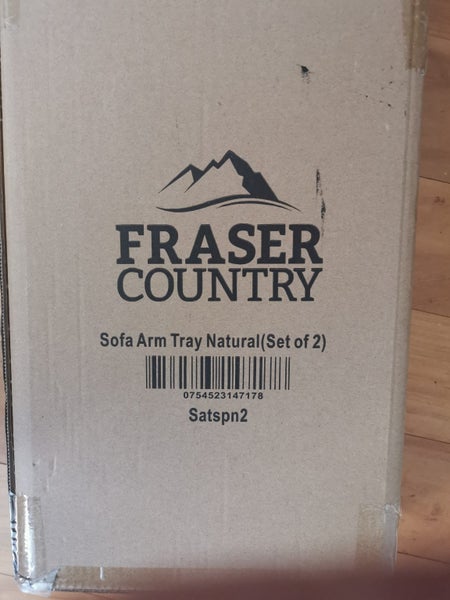 FRASER
COUNTRY
Sofa Arm Tray Natural(Set of 2)
0754523147178
Satspn2